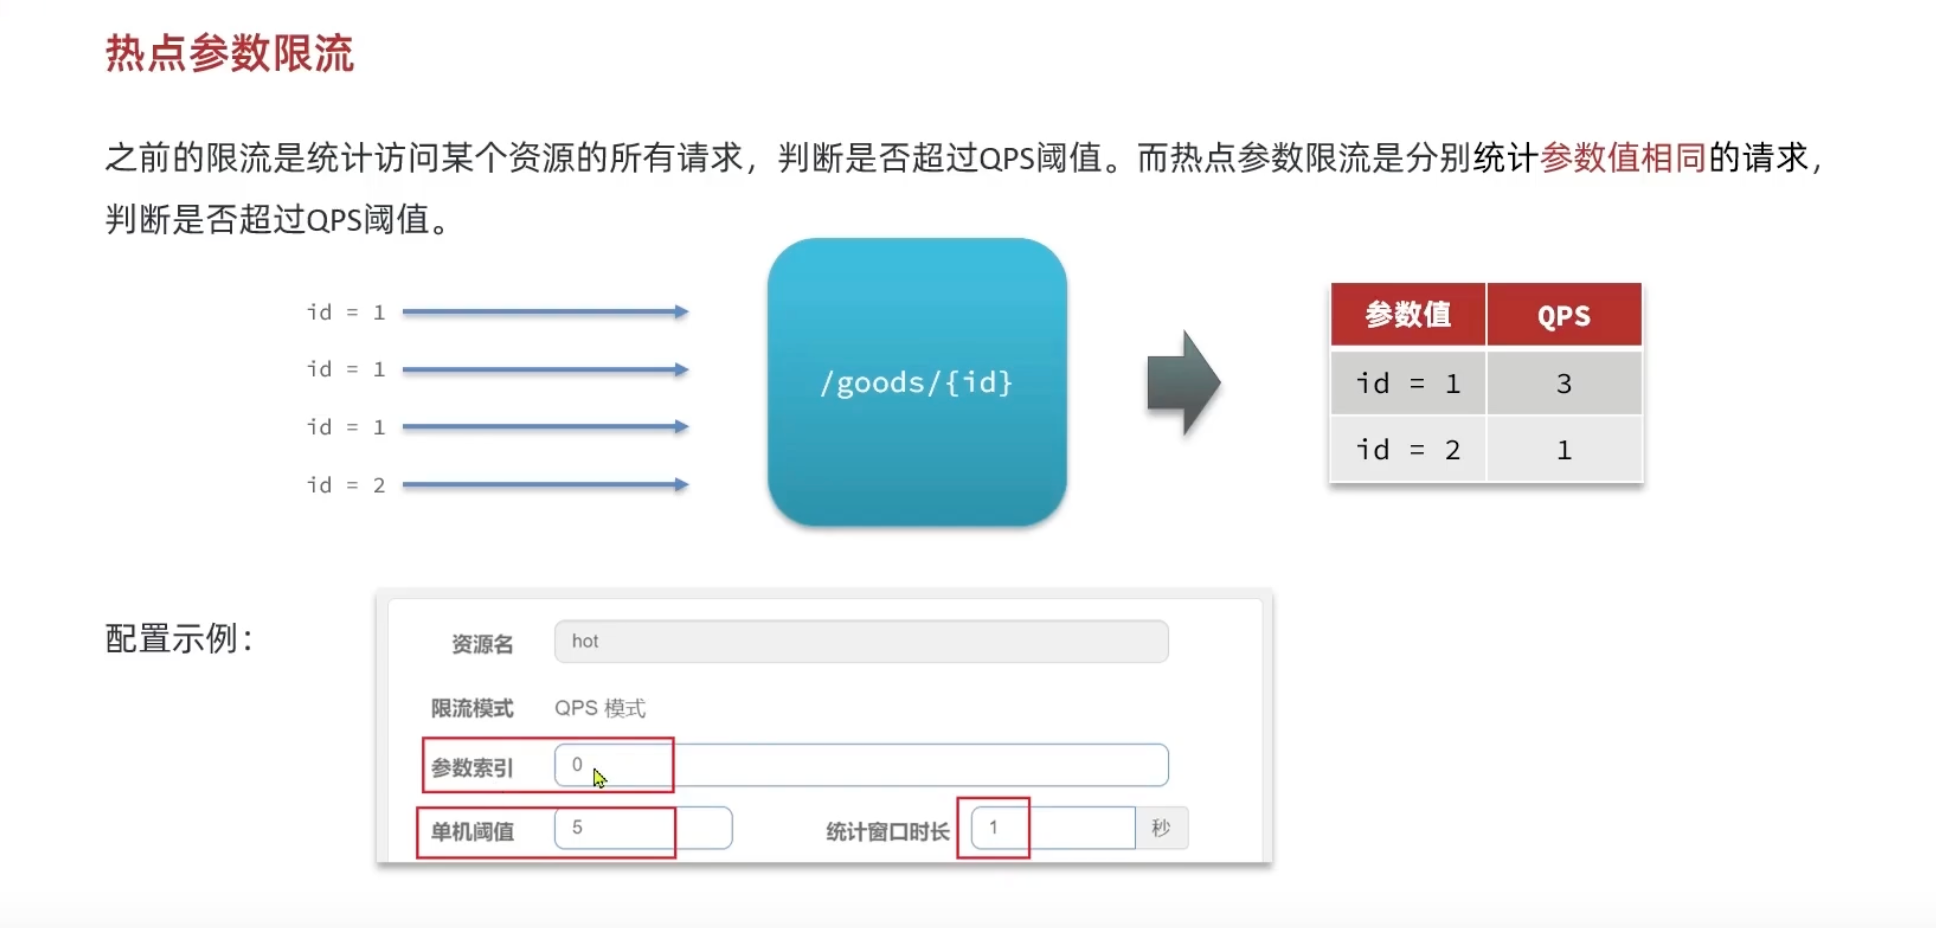 热点参数限流
之前的限流是统计访问某个资源的所有请求，判断是否超过QPS阈值。而热点参数限流是分别统计参数值相同的请求，
判断是否超过QPS阈值。
id = 1
id = 1
id = 1
id = 2
/goods/{id}
参数值 QPS
id = 1 3
id = 2 1
配置示例：
资源名 hot
限流模式 QPS 模式
参数索引 0
单机阈值 5 统计窗口时长 1 秒